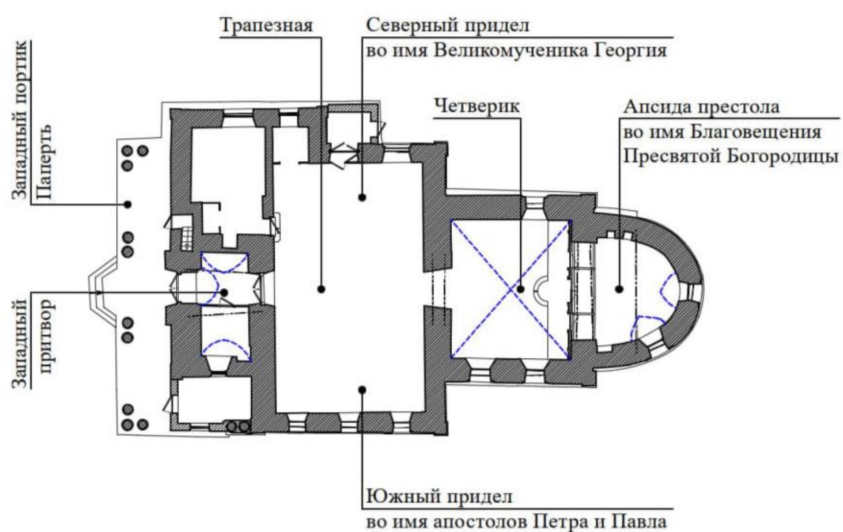 Трапезная
Северный придел
во имя Великомученика Георгия
Четверик
Апсида престола
во имя Благовещения
Пресвятой Богородицы
Западный портик
Паперть
Западный
притвор
Южный придел
во имя апостолов Петра и Павла